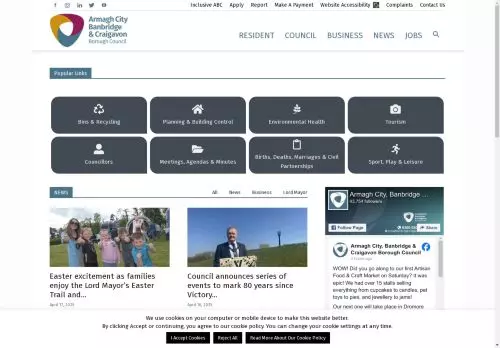 Inclusive ABC Apply Report Make A Payment Website Accessibility Complaints Contact Us
Armagh City
Banbridge
& Craigavon
Borough Council
RESIDENT COUNCIL BUSINESS NEWS JOBS
Popular Links
Bins & Recycling
Planning & Building Control
Environmental Health
Tourism
Councillors
Meetings, Agendas & Minutes
Births, Deaths, Marriages & Civil
Partnerships
Sport, Play & Leisure
NEWS
All News Business Lord Mayor
Easter excitement as families
enjoy the Lord Mayor's Easter
Trail and...
April 17, 2025
Council announces series
of events to mark 80 years since
Victory...
April 16, 2025
Armagh City, Banbridge ...
Follow Page
Share
Armagh City, Banbridge &
Craigavon Borough Council
WOW! Did you go along to our first Artisan
Food & Craft Market on Saturday? It was
epic! We had over 15 stalls selling
everything from cupcakes to candles, pet
toys to pies, and jewellery to jams!
Our next one will take place in Dromore
We use cookies on your computer or mobile device to make this website better.
By clicking Accept or continuing, you agree to our cookie policy. You can change your cookie settings at any time.
I Accept Cookies Reject All Read More About Our Cookie Policy